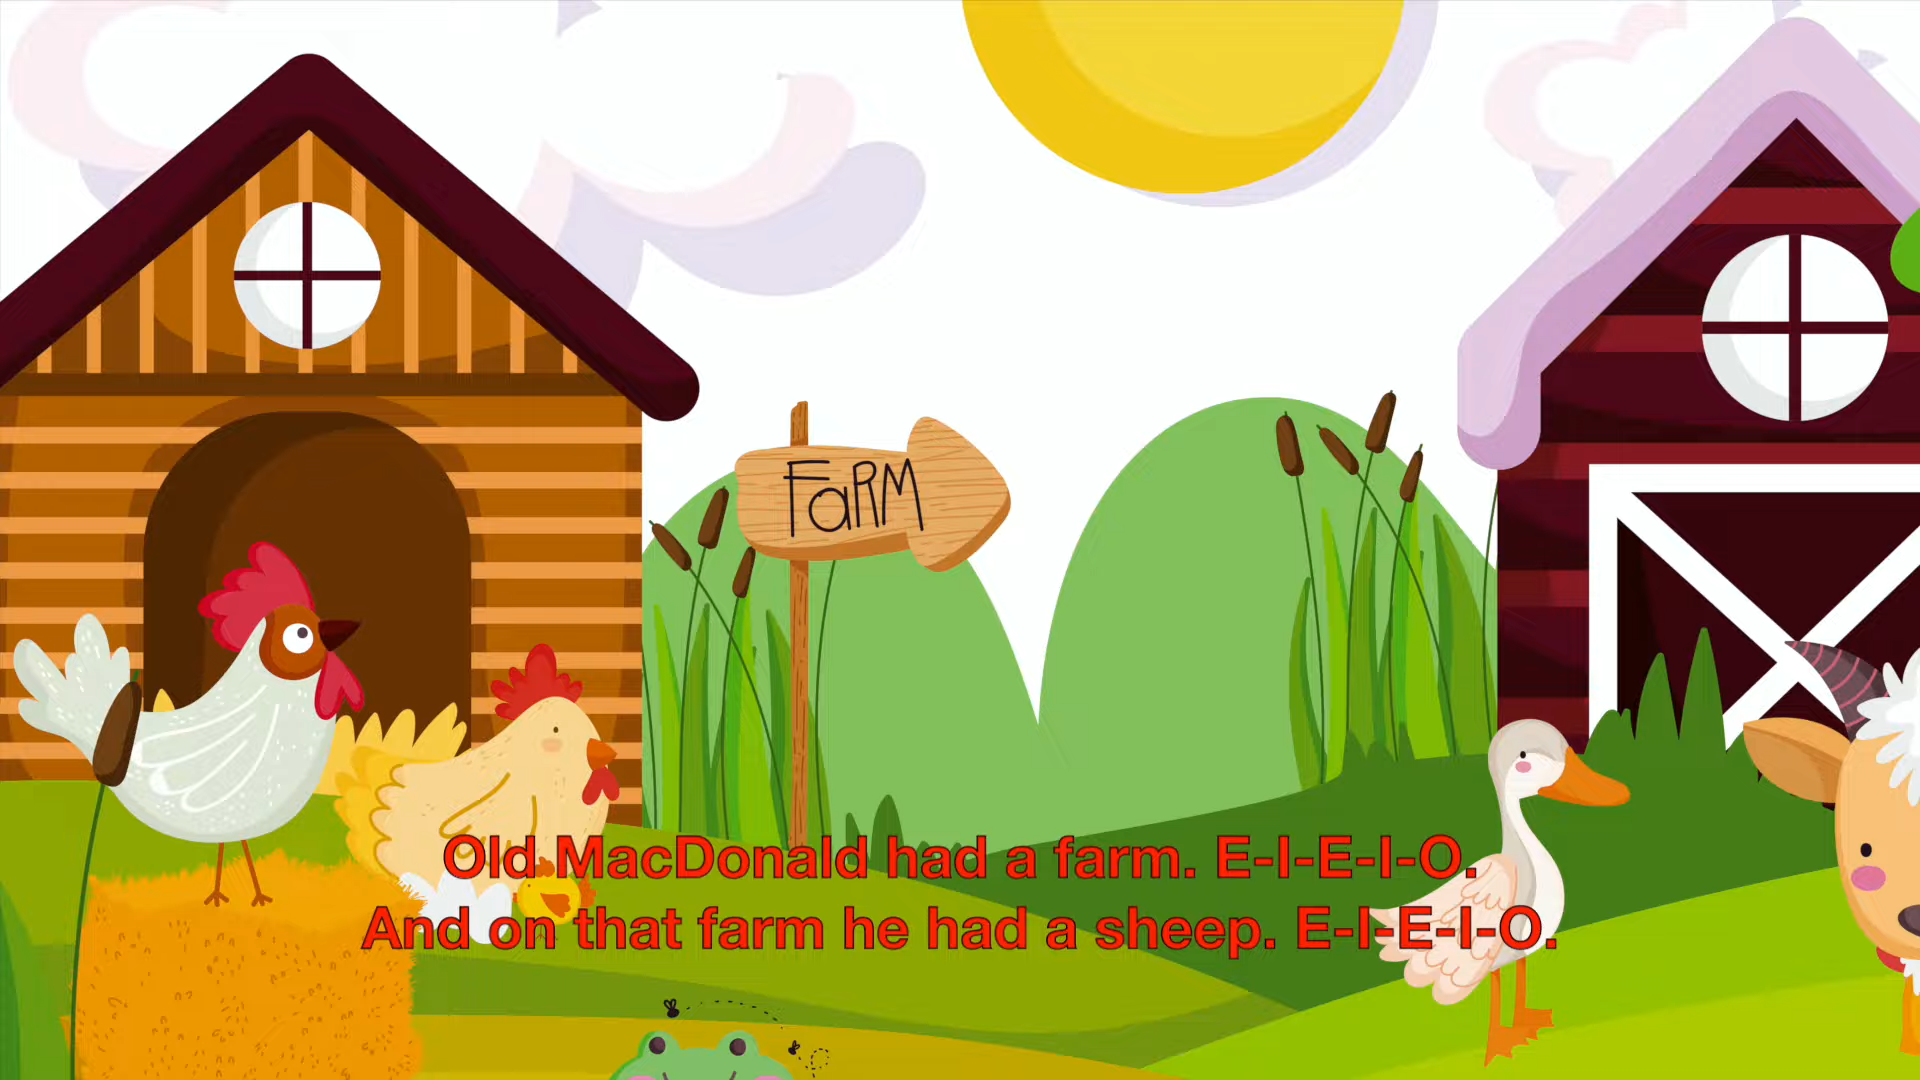 FaRM
Old MacDonald had a farm. E-I-E-I-O.
And on that farm he had a sheep. E-I-E-I-O.